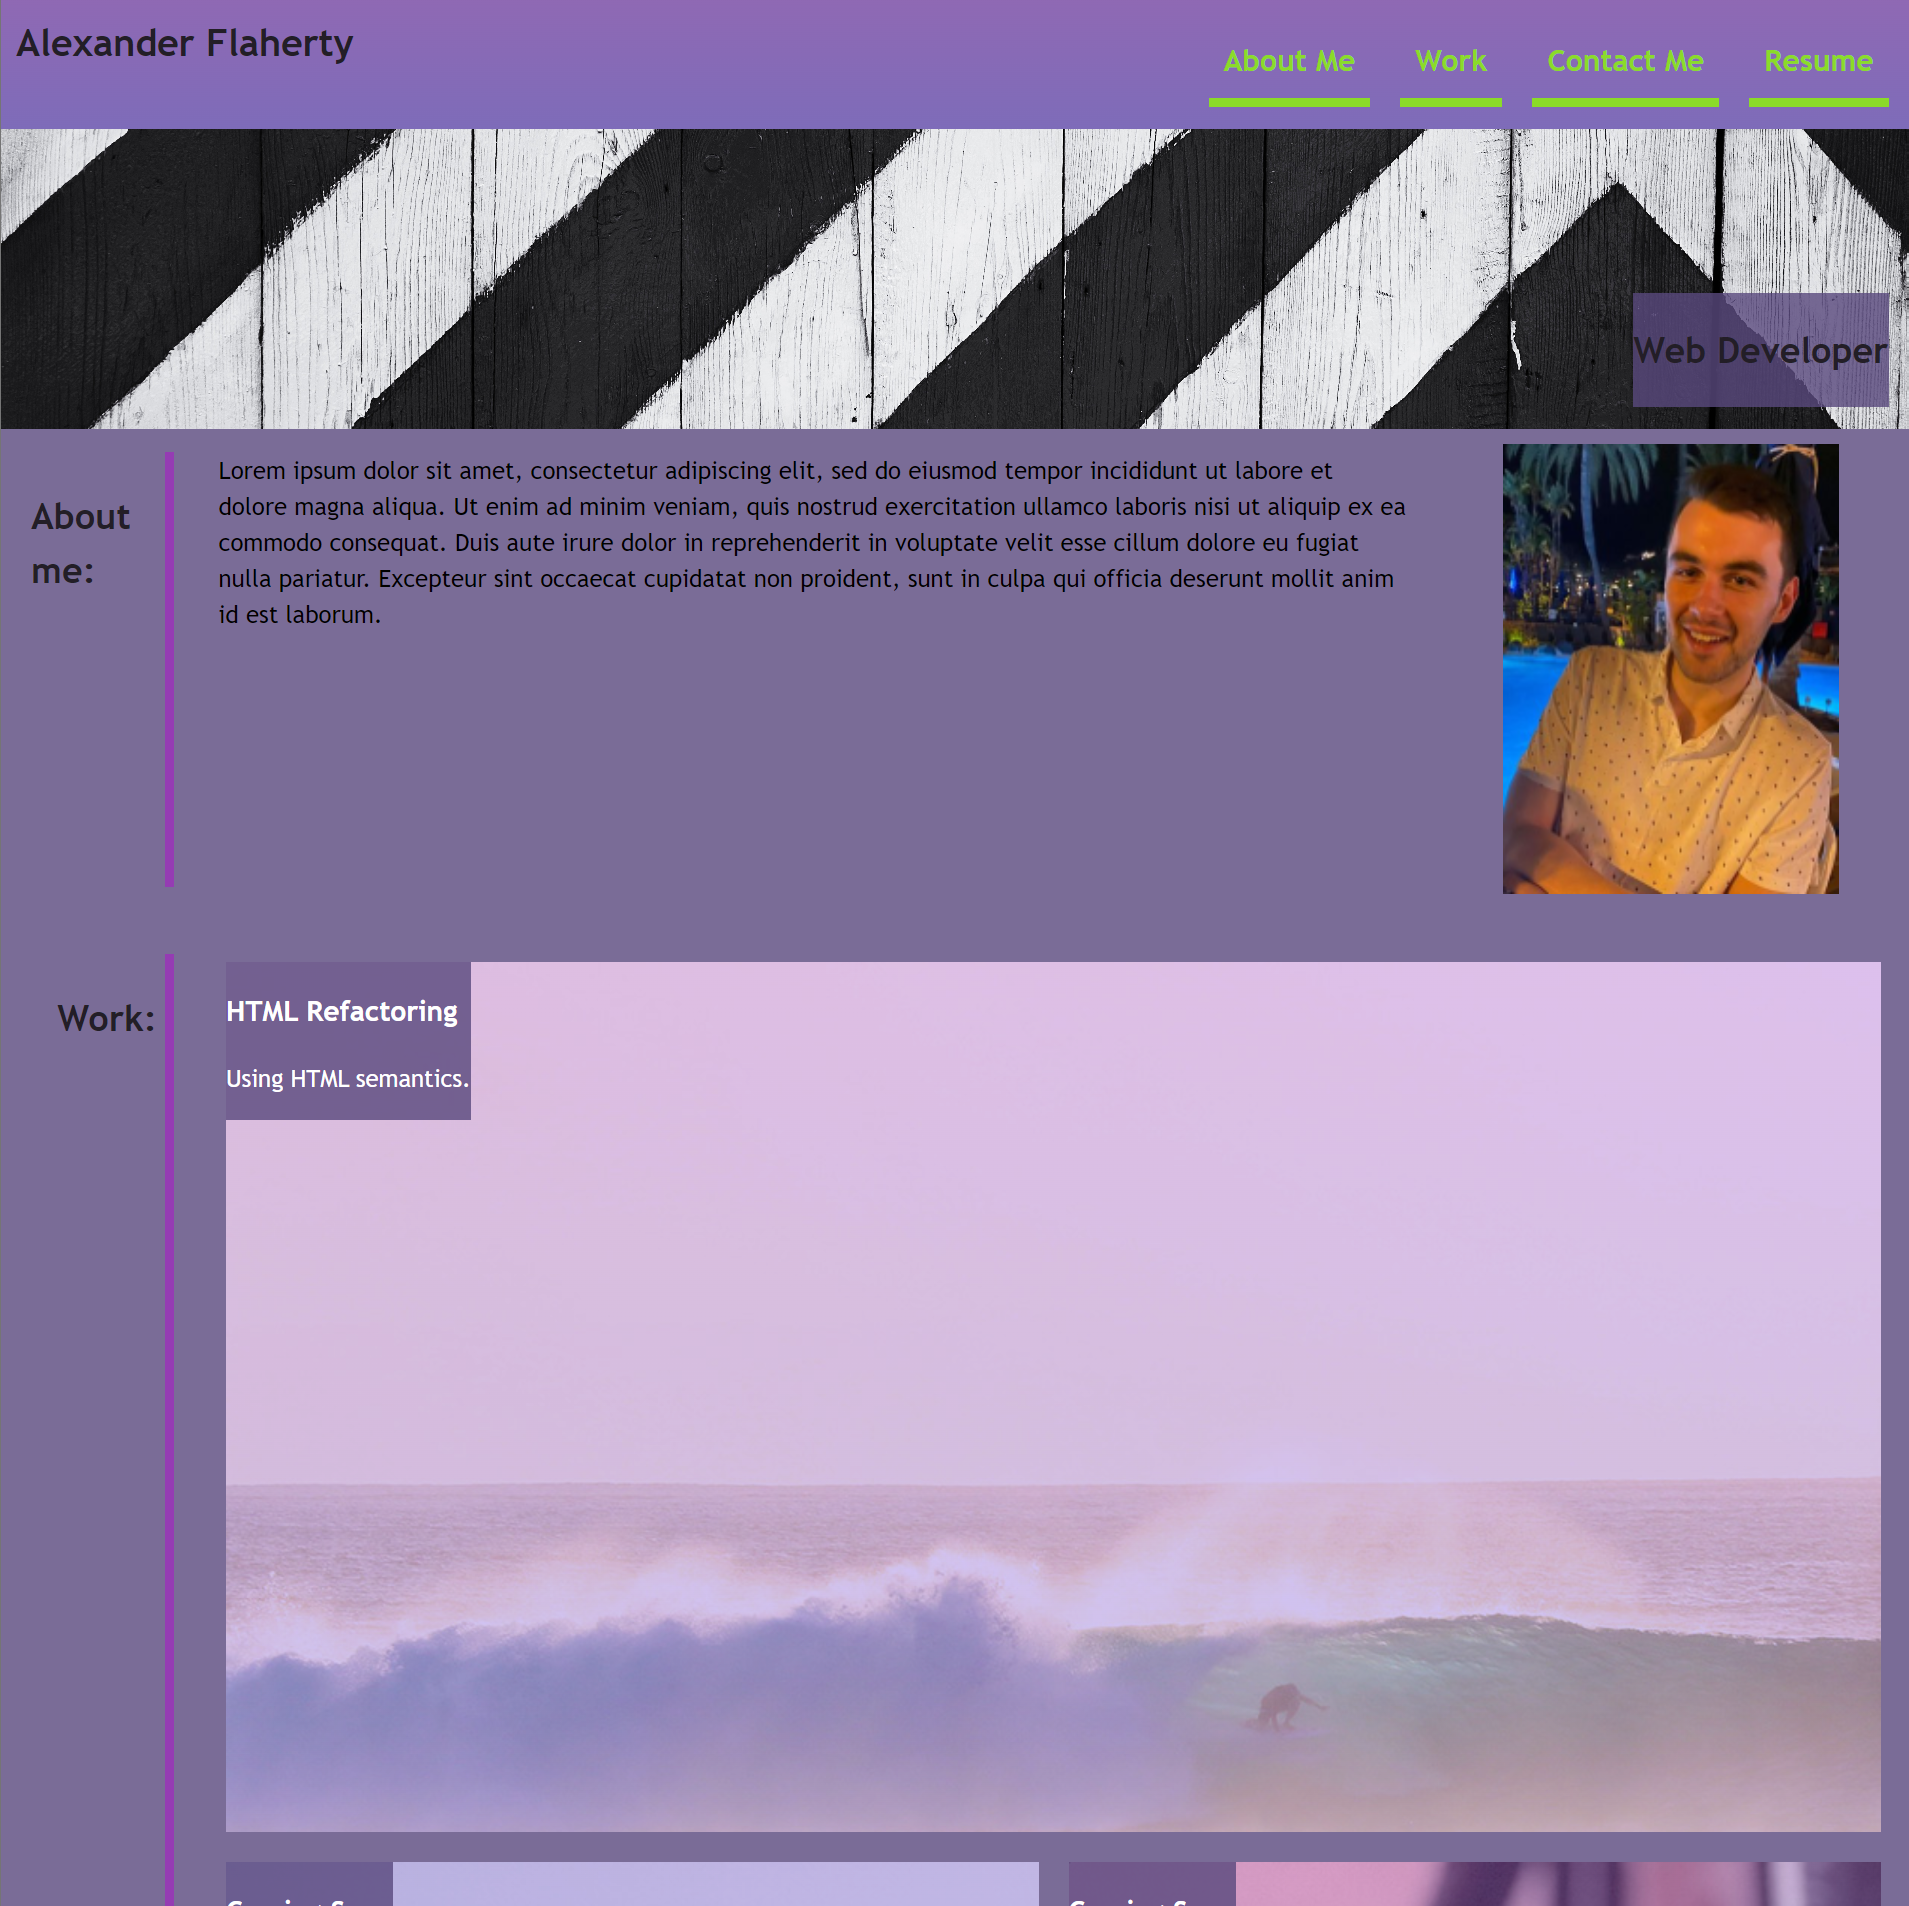 Alexander Flaherty
About Me Work Contact Me Resume
Web Developer
About
me:
Lorem ipsum dolor sit amet, consectetur adipiscing elit, sed do eiusmod tempor incididunt ut labore et
dolore magna aliqua. Ut enim ad minim veniam, quis nostrud exercitation ullamco laboris nisi ut aliquip ex ea
commodo consequat. Duis aute irure dolor in reprehenderit in voluptate velit esse cillum dolore eu fugiat
nulla pariatur. Excepteur sint occaecat cupidatat non proident, sunt in culpa qui officia deserunt mollit anim
id est laborum.
Work:
HTML Refactoring
Using HTML semantics.